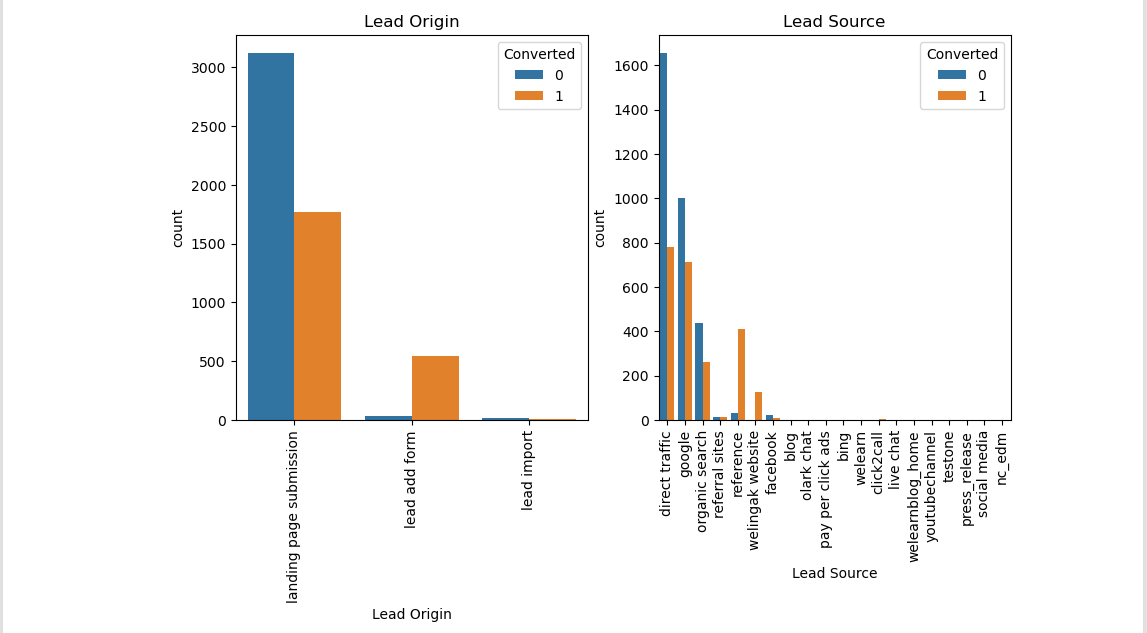 Lead Origin
Converted
0
1
3000
2500
2000
1500
1000
500
0
count
landing page submission
lead add form
lead import
Lead Origin
Lead Source
Converted
0
1
1600
1400
1200
1000
800
600
400
200
0
count
direct traffic
google
organic search
referral sites
reference
welingak website
facebook
blog
olark chat
pay per click ads
bing
welearn
click2call
live chat
welearnblog_home
youtubechannel
testone
press_release
social media
nc_edm
Lead Source